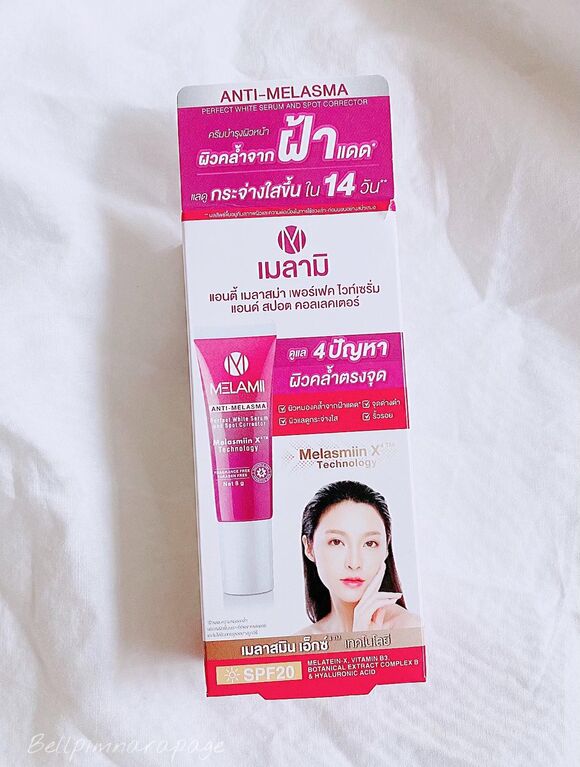 ANTI-MELASMA
PERFECT WHITE SERUM AND SPOT CORRECTOR
ครีมบำรุงผิวหน้า
ผิวคล้ำจาก ฝ้า แดด*
แลดู กระจ่างใสขึ้น ใน 14 วัน**
M
เมลามิ
แอนตี้ เมลาสม่า เพอร์เฟค ไวท์เซรั่ม
แอนด์ สปอต คอลเลคเตอร์
ดูแล 4 ปัญหา
ผิวคล้ำตรงจุด
ผิวหมองคล้ำจากฝ้าแดด* จุดด่างดำ
ผิวแลดูกระจ่างใส ริ้วรอย
M
MELAMII
ANTI-MELASMA
Perfect White Serum
and Spot Corrector
Melasmiin X™
Technology
FRAGRANCE FREE
PARABEN FREE
Net 8 g
Melasmiin X™
Technology
เมลาสมิน เอ็กซ์™ เทคโนโลยี
SPF20
MELATEIN-X, VITAMIN B3,
BOTANICAL EXTRACT COMPLEX B
& HYALURONIC ACID
Bellpimnarapage